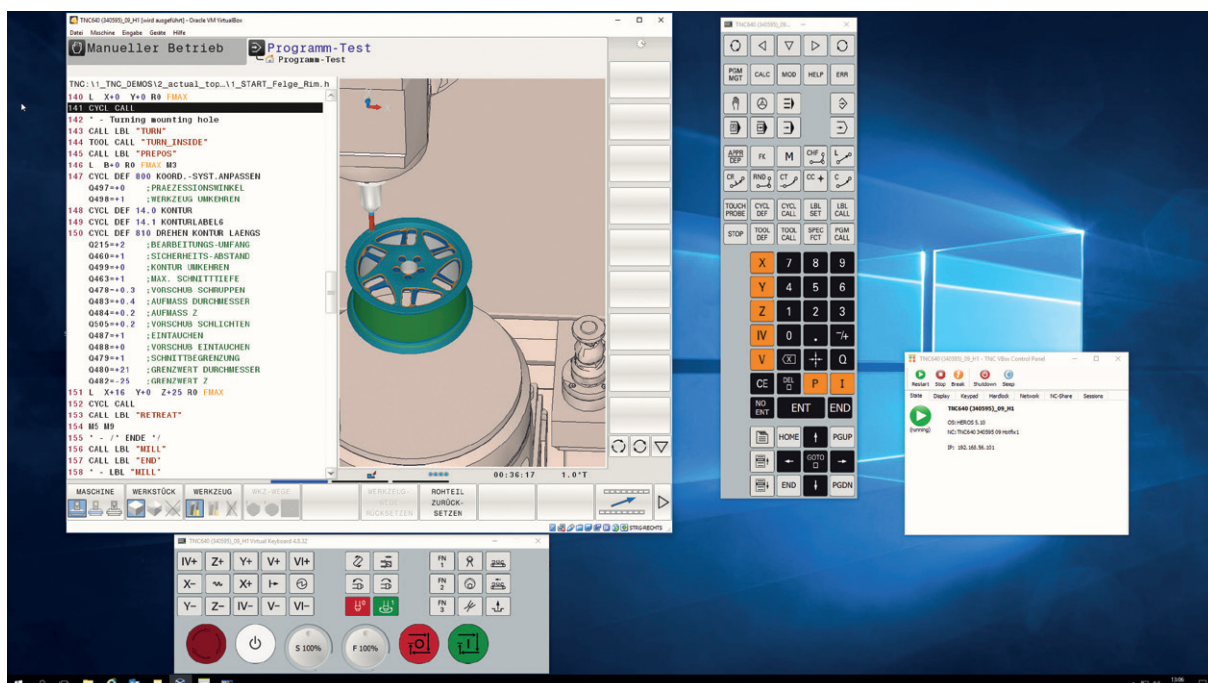 TNC640 (340595)_09_H1 [wird ausgeführt] - Oracle VM VirtualBox
Datei Maschine Eingabe Geräte Hilfe
Manueller Betrieb
Programm-Test
Programm-Test
TNC:\1_TNC_DEMOS\2_actual_top…\1_START_Felge_Rim.h
140 L X+0 Y+0 R0 FMAX
141 CYCL CALL
142 * - Turning mounting hole
143 CALL LBL "TURN"
144 TOOL CALL "TURN_INSIDE"
145 CALL LBL "PREPOS"
146 L B+0 R0 FMAX M3
147 CYCL DEF 800 KOORD.-SYST.ANPASSEN
Q497=+0 ;PRAEZESSIONSWINKEL
Q498=+1 ;WERKZEUG UMKEHREN
148 CYCL DEF 14.0 KONTUR
149 CYCL DEF 14.1 KONTURLABEL6
150 CYCL DEF 810 DREHEN KONTUR LAENGS
Q215=+2 ;BEARBEITUNGS-UMFANG
Q460=+1 ;SICHERHEITS-ABSTAND
Q499=+0 ;KONTUR UMKEHREN
Q463=+1 ;MAX. SCHNITTTIEFE
Q478=+0.3 ;VORSCHUB SCHRUPPEN
Q483=+0.4 ;AUFMASS DURCHMESSER
Q484=+0.2 ;AUFMASS Z
Q505=+0.2 ;VORSCHUB SCHLICHTEN
Q487=+1 ;EINTAUCHEN
Q488=+0 ;VORSCHUB EINTAUCHEN
Q479=+1 ;SCHNITTBEGRENZUNG
Q480=+21 ;GRENZWERT DURCHMESSER
Q482=-25 ;GRENZWERT Z
151 L X+16 Y+0 Z+25 R0 FMAX
152 CYCL CALL
153 CALL LBL "RETREAT"
154 M5 M9
155 * - /* ENDE */
156 CALL LBL "MILL"
157 CALL LBL "END"
158 * - LBL "MILL"
00:36:17 1.0*T
MASCHINE WERKSTÜCK WERKZEUG WKZ-WEGE
WERKZEUG-
WEGE
RÜCKSETZEN
ROHTEIL
ZURÜCK-
SETZEN
STRG-RECHTS
TNC640 (340595)_09_H1 Virtual Keyboard 4.8.32
IV+ Z+ Y+ V+ VI+
FN 1
X- X+
FN 2
Y- Z- IV- V- VI-
FN 3
S 100% F 100%
TNC640 (340595)_09...
PGM MGT CALC MOD HELP ERR
APPR DEP FK M CHF L
CR RND CT CC C
TOUCH PROBE CYCL DEF CYCL CALL LBL SET LBL CALL
STOP TOOL DEF TOOL CALL SPEC FCT PGM CALL
X 7 8 9
Y 4 5 6
Z 1 2 3
IV 0 . -/+
V Q
CE DEL P I
NO ENT ENT END
HOME PGUP
GOTO
END PGDN
TNC640 (340595)_09_H1 - TNC VBox Control Panel
Restart Stop Break Shutdown Sleep
State Display Keypad Hardlock Network NC-Share Sessions
TNC640 (340595)_09_H1
(running)
OS: HEROS 5.10
NC: TNC640 340595 09 Hotfix1
IP: 192.168.56.101
13:06